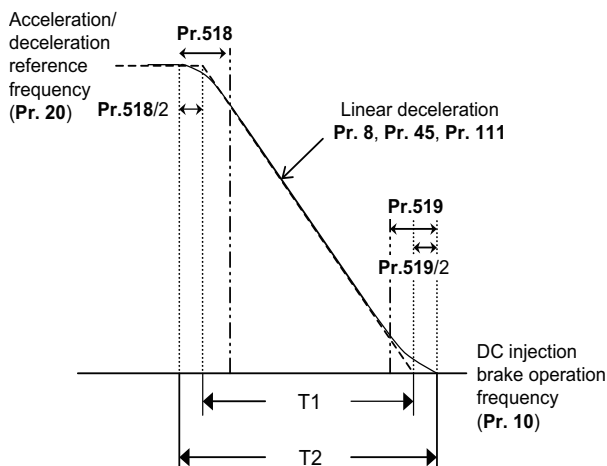 Acceleration/
deceleration
reference
frequency
(Pr. 20)
Pr.518
Pr.518/2
Linear deceleration
Pr. 8, Pr. 45, Pr. 111
Pr.519
Pr.519/2
DC injection
brake operation
frequency
(Pr. 10)
T1
T2